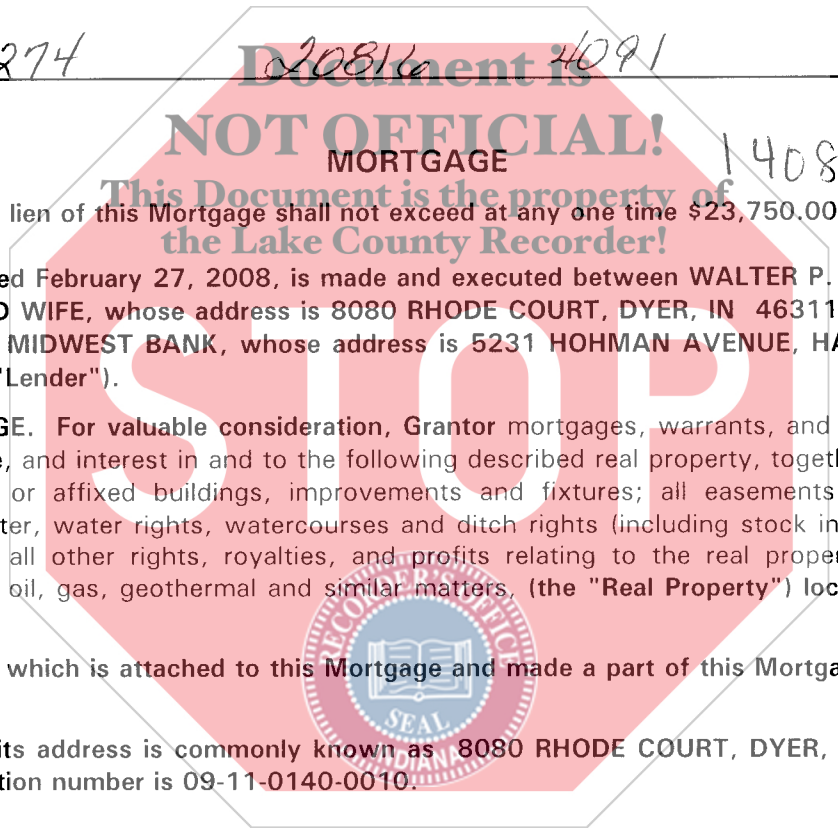 274 20816 4091
Document is
NOT OFFICIAL!
MORTGAGE
1408
This Document is the property of
lien of this Mortgage shall not exceed at any one time $23,750.00
the Lake County Recorder!
ed February 27, 2008, is made and executed between WALTER P.
D WIFE, whose address is 8080 RHODE COURT, DYER, IN 46311
MIDWEST BANK, whose address is 5231 HOHMAN AVENUE, HA
"Lender").
GE. For valuable consideration, Grantor mortgages, warrants, and
e, and interest in and to the following described real property, togeth
or affixed buildings, improvements and fixtures; all easements
ter, water rights, watercourses and ditch rights (including stock in
all other rights, royalties, and profits relating to the real proper
oil, gas, geothermal and similar matters, (the "Real Property") loc
STOP
which is attached to this Mortgage and made a part of this Mortga
its address is commonly known as 8080 RHODE COURT, DYER,
tion number is 09-11-0140-0010.
RECORDER'S OFFICE
SEAL
INDIANA